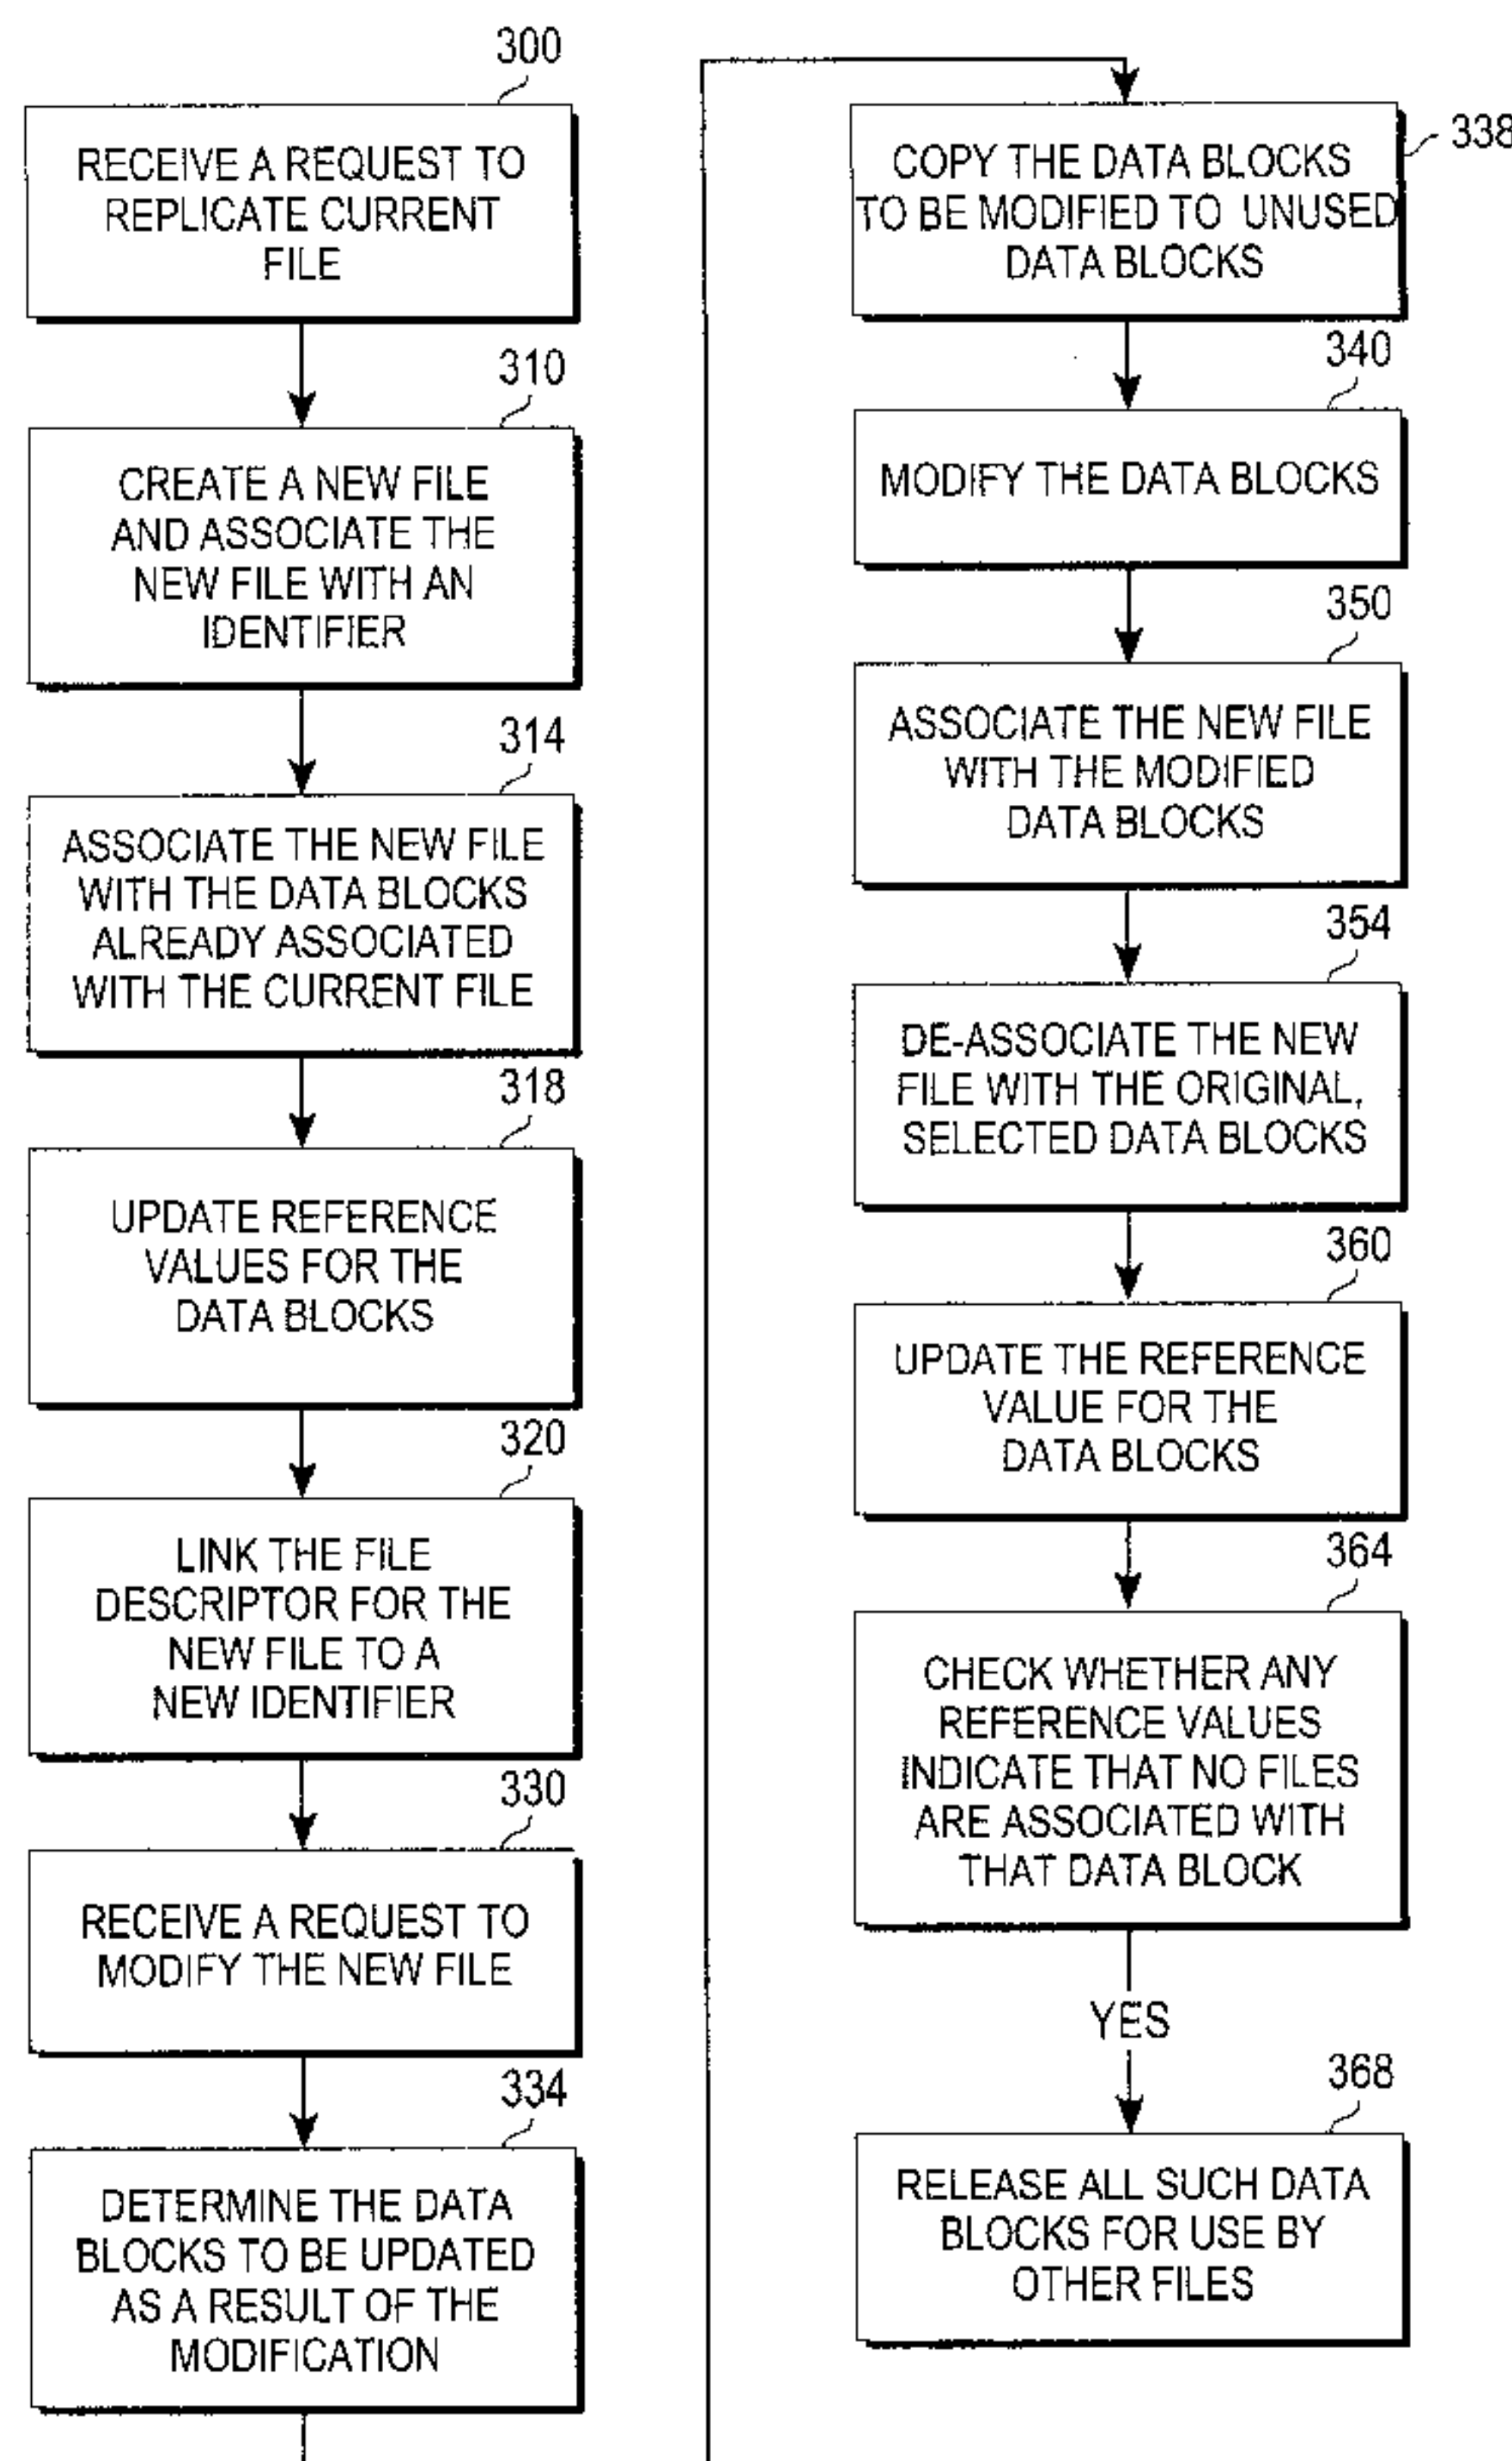 300
RECEIVE A REQUEST TO
REPLICATE CURRENT
FILE
310
CREATE A NEW FILE
AND ASSOCIATE THE
NEW FILE WITH AN
IDENTIFIER
314
ASSOCIATE THE NEW FILE
WITH THE DATA BLOCKS
ALREADY ASSOCIATED
WITH THE CURRENT FILE
318
UPDATE REFERENCE
VALUES FOR THE
DATA BLOCKS
320
LINK THE FILE
DESCRIPTOR FOR THE
NEW FILE TO A
NEW IDENTIFIER
330
RECEIVE A REQUEST TO
MODIFY THE NEW FILE
334
DETERMINE THE DATA
BLOCKS TO BE UPDATED
AS A RESULT OF THE
MODIFICATION
338
COPY THE DATA BLOCKS
TO BE MODIFIED TO UNUSED
DATA BLOCKS
340
MODIFY THE DATA BLOCKS
350
ASSOCIATE THE NEW FILE
WITH THE MODIFIED
DATA BLOCKS
354
DE-ASSOCIATE THE NEW
FILE WITH THE ORIGINAL,
SELECTED DATA BLOCKS
360
UPDATE THE REFERENCE
VALUE FOR THE
DATA BLOCKS
364
CHECK WHETHER ANY
REFERENCE VALUES
INDICATE THAT NO FILES
ARE ASSOCIATED WITH
THAT DATA BLOCK
YES
368
RELEASE ALL SUCH DATA
BLOCKS FOR USE BY
OTHER FILES